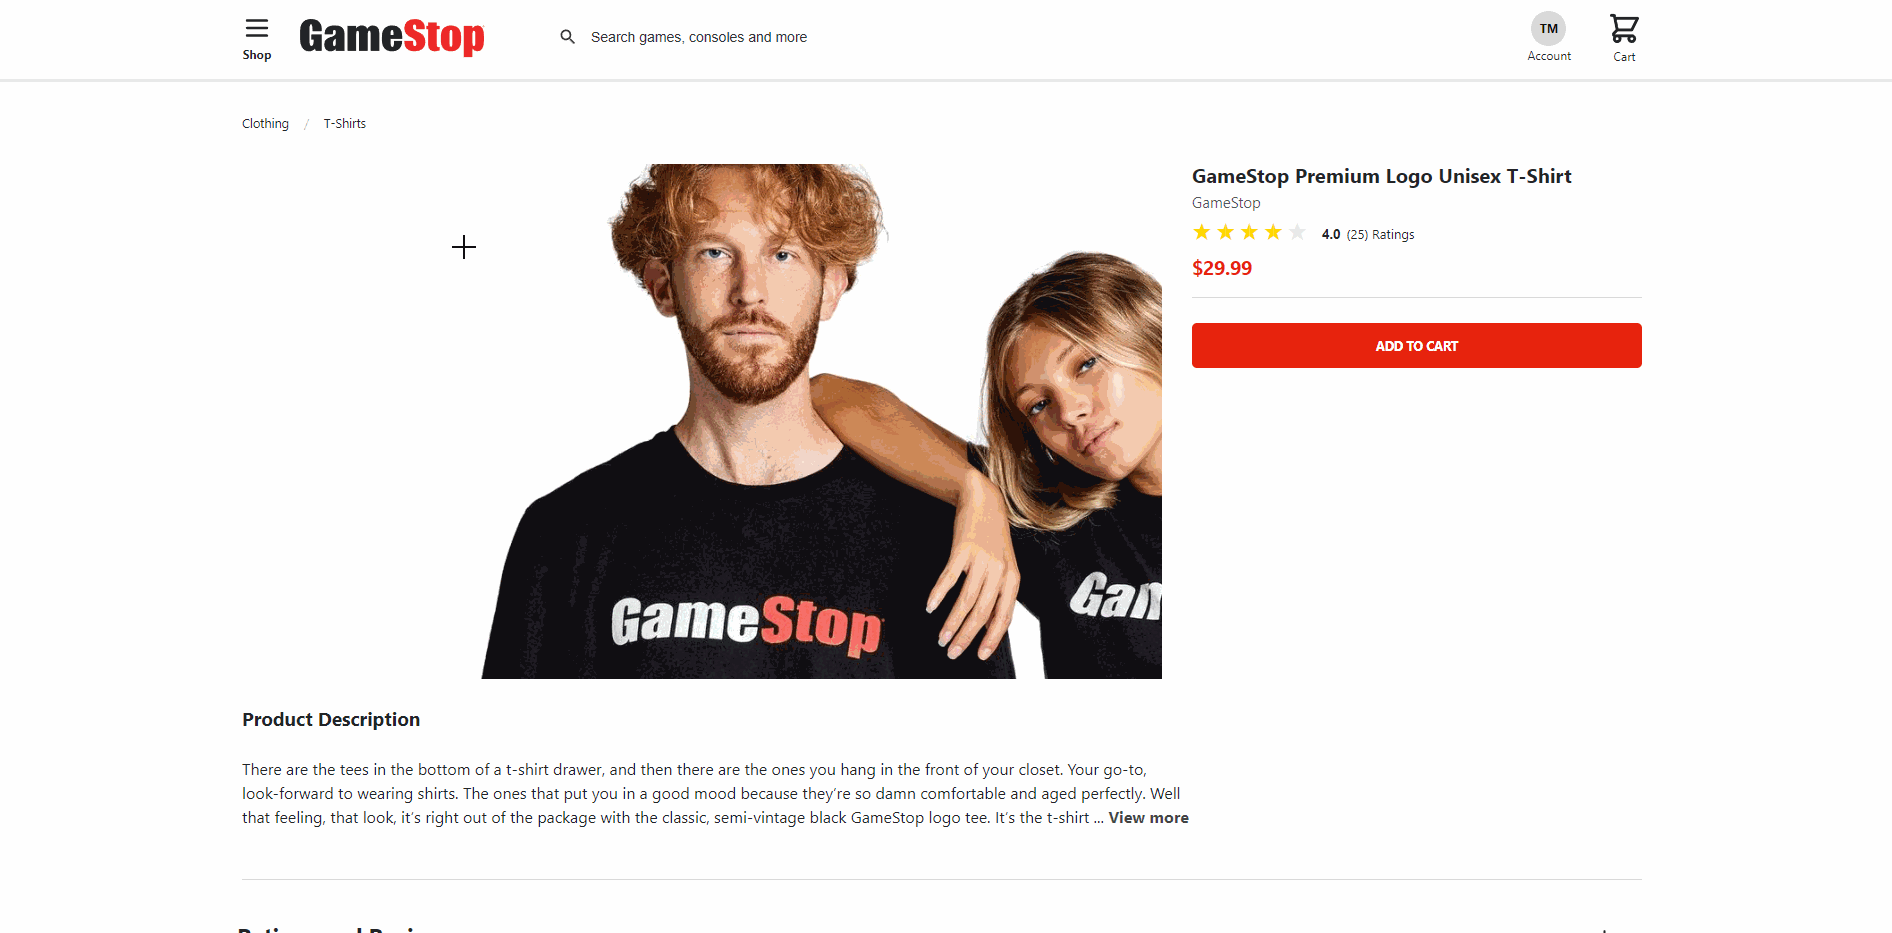 Shop
GameStop
Search games, consoles and more
TM
Account
Cart
Clothing / T-Shirts
GameStop Premium Logo Unisex T-Shirt
GameStop
4.0 (25) Ratings
$29.99
ADD TO CART
GameStop
Gam
Product Description
There are the tees in the bottom of a t-shirt drawer, and then there are the ones you hang in the front of your closet. Your go-to,
look-forward to wearing shirts. The ones that put you in a good mood because they're so damn comfortable and aged perfectly. Well
that feeling, that look, it's right out of the package with the classic, semi-vintage black GameStop logo tee. It's the t-shirt ... View more